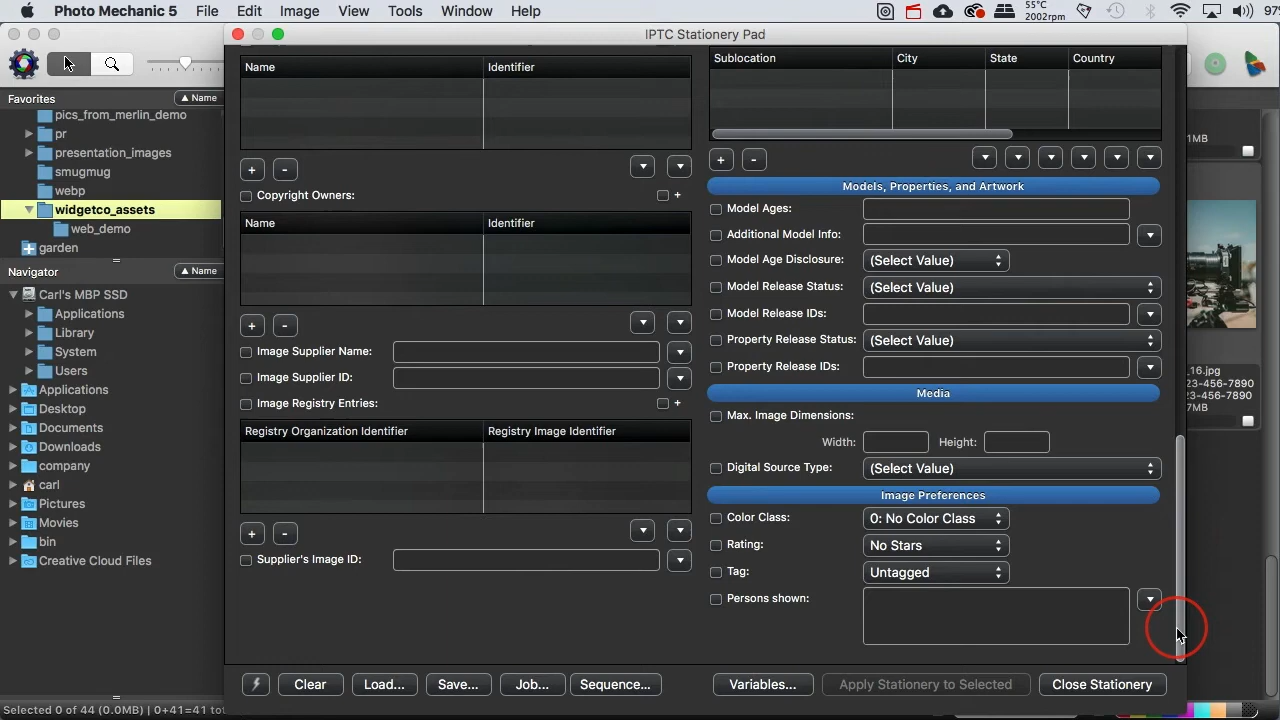 Photo Mechanic 5 File Edit Image View Tools Window Help 55°C 2002rpm
IPTC Stationery Pad
Favorites Name
pics_from_merlin_demo
pr
presentation_images
smugmug
webp
widgetco_assets
web_demo
garden
Navigator Name
Carl's MBP SSD
Applications
Library
System
Users
Applications
Desktop
Documents
Downloads
company
carl
Pictures
Movies
bin
Creative Cloud Files
Selected 0 of 44 (0.0MB) | 0+41=41
Name Identifier
+ -
Copyright Owners: +
Name Identifier
+ -
Image Supplier Name:
Image Supplier ID:
Image Registry Entries: +
Registry Organization Identifier Registry Image Identifier
+ -
Supplier's Image ID:
Sublocation City State Country
+ -
Models, Properties, and Artwork
Model Ages:
Additional Model Info:
Model Age Disclosure: (Select Value)
Model Release Status: (Select Value)
Model Release IDs:
Property Release Status: (Select Value)
Property Release IDs:
Media
Max. Image Dimensions:
Width: Height:
Digital Source Type: (Select Value)
Image Preferences
Color Class: 0: No Color Class
Rating: No Stars
Tag: Untagged
Persons shown:
Clear Load... Save... Job... Sequence... Variables... Apply Stationery to Selected Close Stationery
1MB
_16.jpg
23-456-7890
23-456-7890
7MB